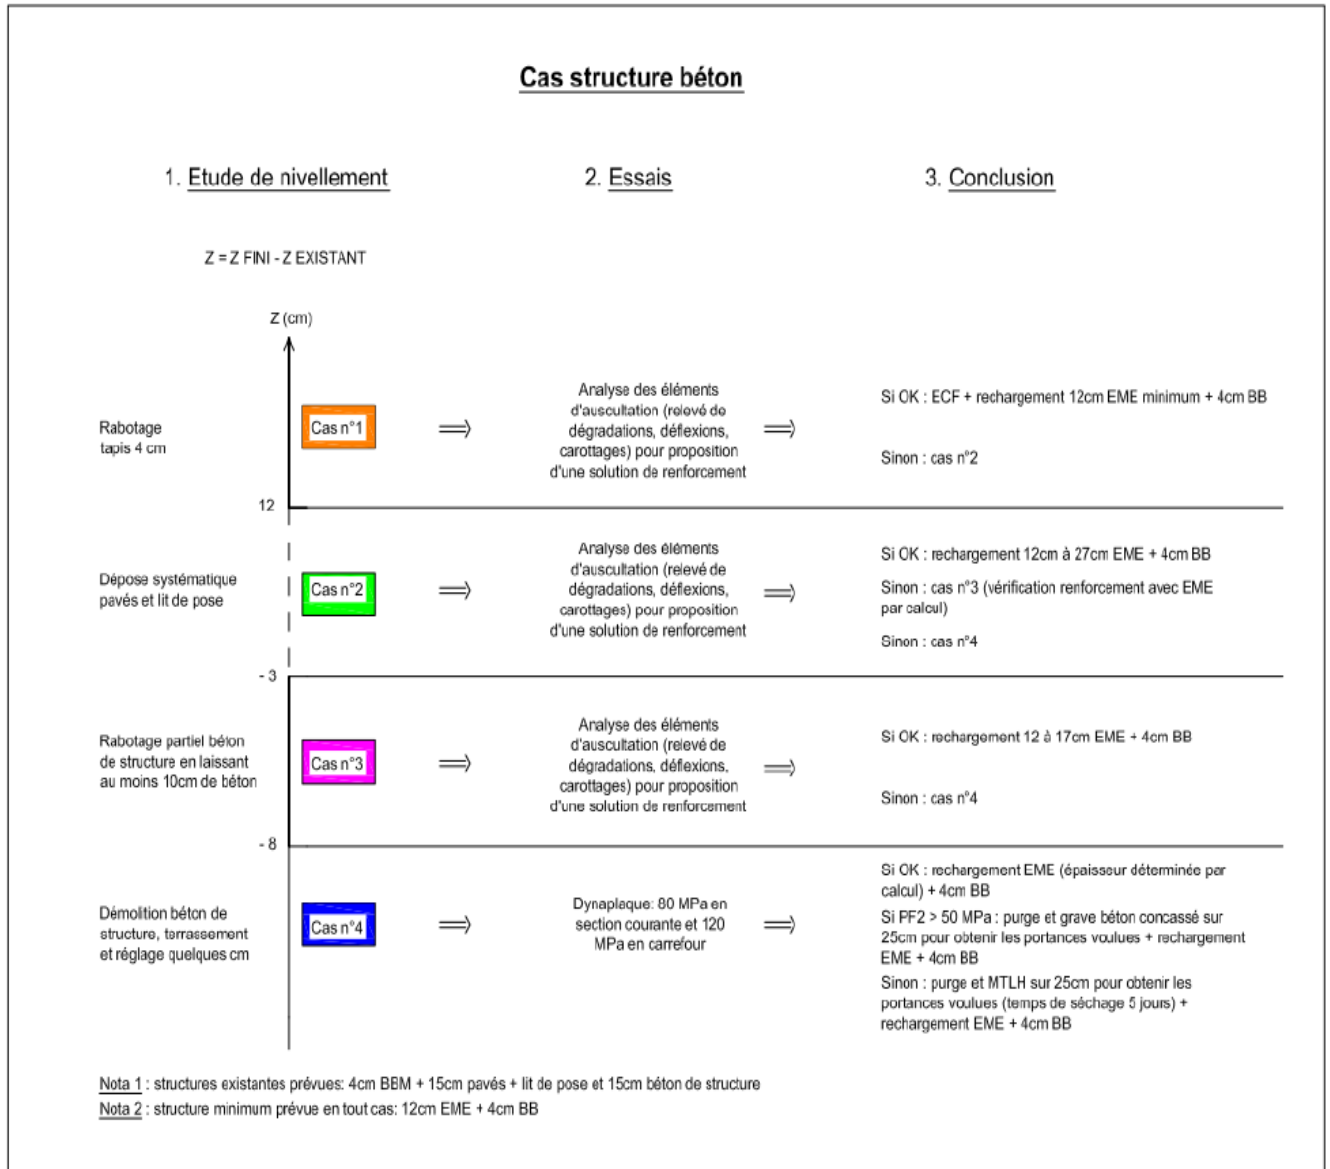 Cas structure béton
1. Etude de nivellement
2. Essais
3. Conclusion
Z = Z FINI - Z EXISTANT
Z (cm)
Rabotage
tapis 4 cm
Cas n°1
Analyse des éléments
d'auscultation (relevé de
dégradations, déflexions,
carottages) pour proposition
d'une solution de renforcement
Si OK : ECF + rechargement 12cm EME minimum + 4cm BB
Sinon : cas n°2
12
Dépose systématique
pavés et lit de pose
Cas n°2
Analyse des éléments
d'auscultation (relevé de
dégradations, déflexions,
carottages) pour proposition
d'une solution de renforcement
Si OK : rechargement 12cm à 27cm EME + 4cm BB
Sinon : cas n°3 (vérification renforcement avec EME
par calcul)
Sinon : cas n°4
- 3
Rabotage partiel béton
de structure en laissant
au moins 10cm de béton
Cas n°3
Analyse des éléments
d'auscultation (relevé de
dégradations, déflexions,
carottages) pour proposition
d'une solution de renforcement
Si OK : rechargement 12 à 17cm EME + 4cm BB
Sinon : cas n°4
- 8
Démolition béton de
structure, terrassement
et réglage quelques cm
Cas n°4
Dynaplaque: 80 MPa en
section courante et 120
MPa en carrefour
Si OK : rechargement EME (épaisseur déterminée par
calcul) + 4cm BB
Si PF2 > 50 MPa : purge et grave béton concassé sur
25cm pour obtenir les portances voulues + rechargement
EME + 4cm BB
Sinon : purge et MTLH sur 25cm pour obtenir les
portances voulues (temps de séchage 5 jours) +
rechargement EME + 4cm BB
Nota 1 : structures existantes prévues: 4cm BBM + 15cm pavés + lit de pose et 15cm béton de structure
Nota 2 : structure minimum prévue en tout cas: 12cm EME + 4cm BB